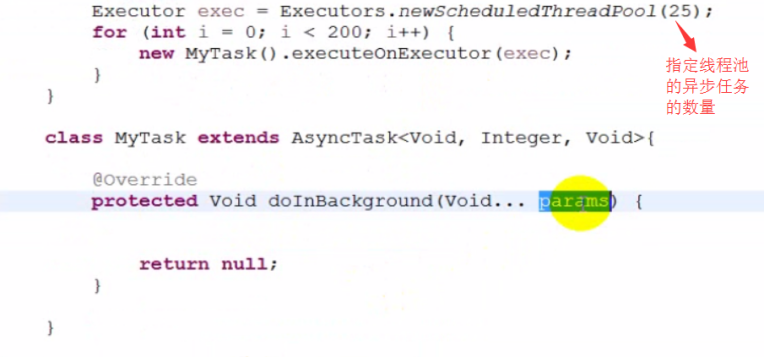 Executor exec = Executors.newScheduledThreadPool(25);
for (int i = 0; i < 200; i++) {
new MyTask().executeOnExecutor(exec);
}
}
指定线程池
的异步任务
的数量
class MyTask extends AsyncTask<Void, Integer, Void>{
@Override
protected Void doInBackground(Void... params) {
return null;
}
}